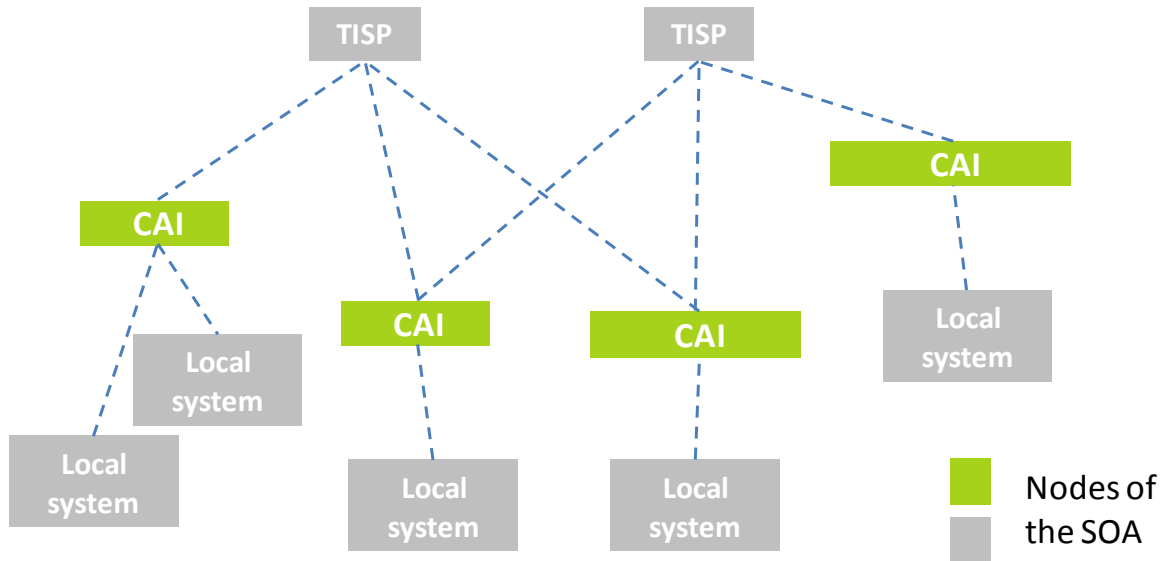 TISP
TISP
CAI
CAI
CAI
CAI
Local
system
Local
system
Local
system
Local
system
Local
system
Nodes of
the SOA